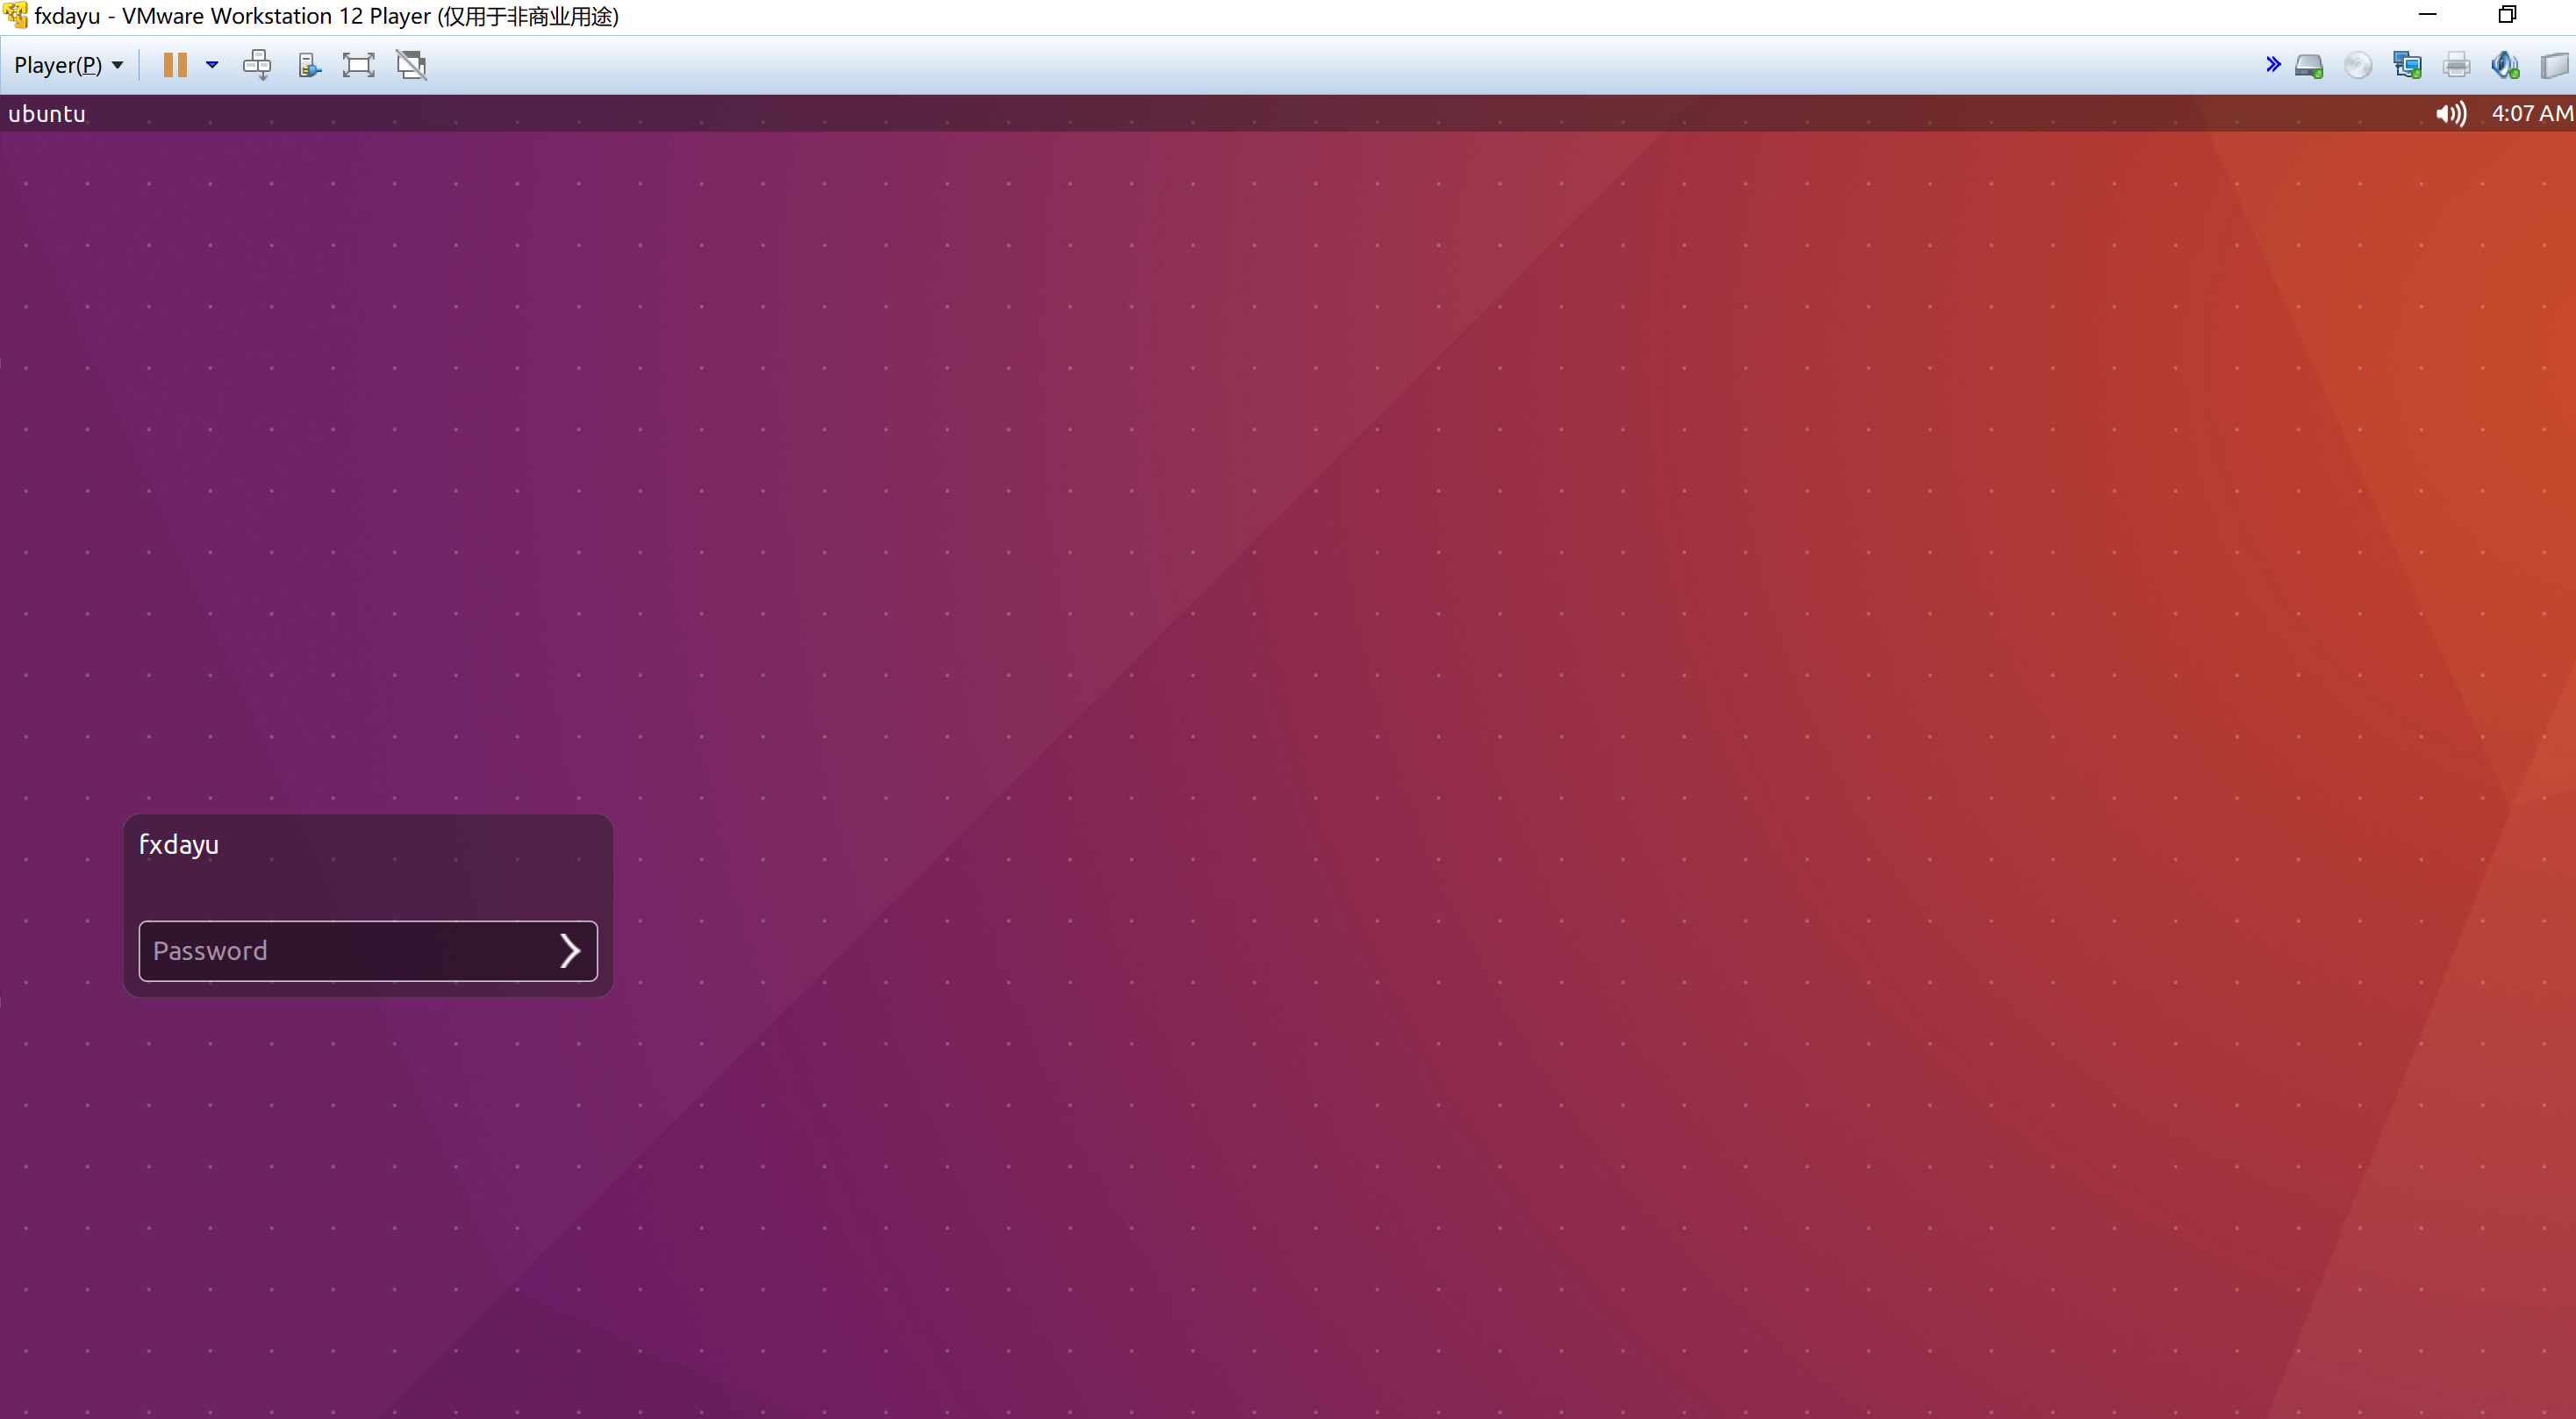 fxdayu - VMware Workstation 12 Player (仅用于非商业用途)
Player(P)
ubuntu
4:07 AM
fxdayu
Password